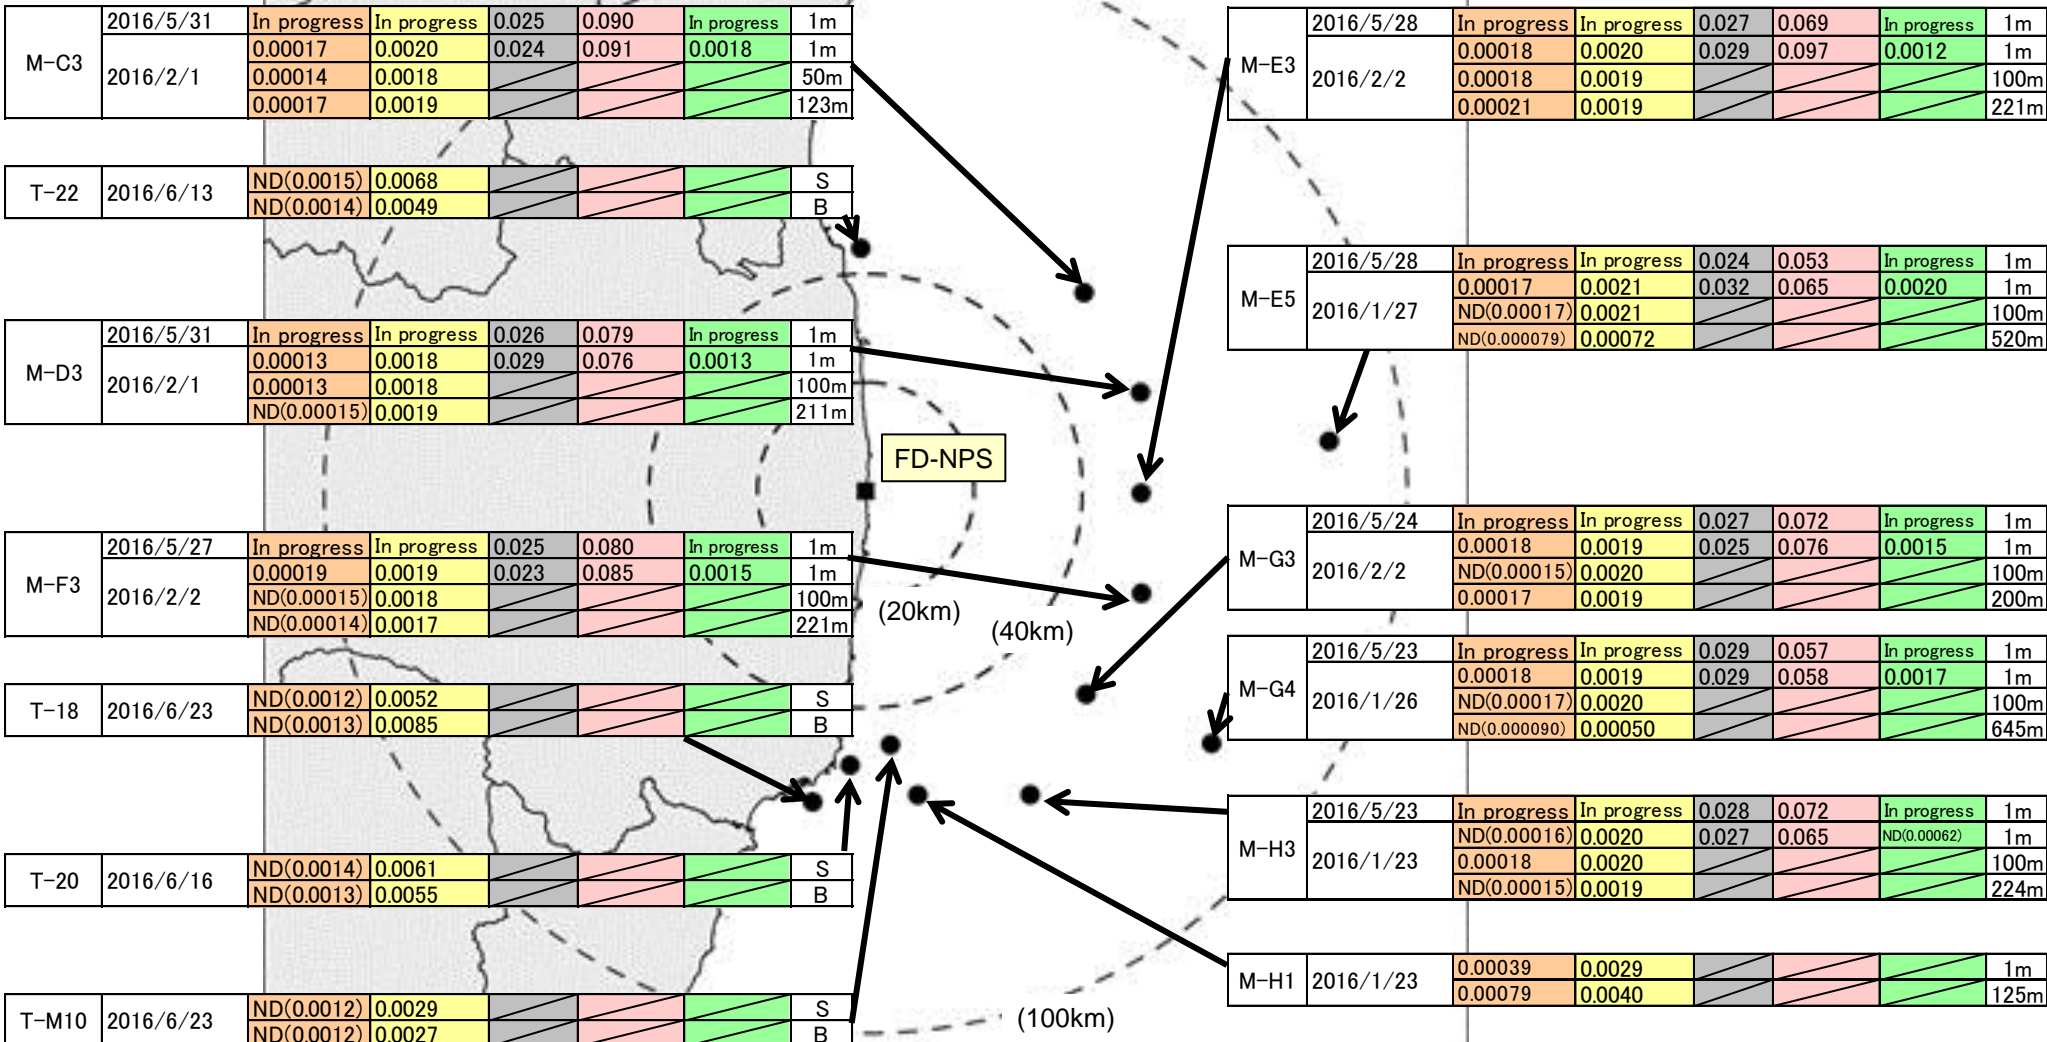 M-C3 2016/5/31 In progress In progress 0.025 0.090 In progress 1m
2016/2/1 0.00017 0.0020 0.024 0.091 0.0018 1m
0.00014 0.0018 50m
0.00017 0.0019 123m
T-22 2016/6/13 ND(0.0015) 0.0068 S
ND(0.0014) 0.0049 B
M-D3 2016/5/31 In progress In progress 0.026 0.079 In progress 1m
2016/2/1 0.00013 0.0018 0.029 0.076 0.0013 1m
0.00013 0.0018 100m
ND(0.00015) 0.0019 211m
M-F3 2016/5/27 In progress In progress 0.025 0.080 In progress 1m
2016/2/2 0.00019 0.0019 0.023 0.085 0.0015 1m
ND(0.00015) 0.0018 100m
ND(0.00014) 0.0017 221m
T-18 2016/6/23 ND(0.0012) 0.0052 S
ND(0.0013) 0.0085 B
T-20 2016/6/16 ND(0.0014) 0.0061 S
ND(0.0013) 0.0055 B
T-M10 2016/6/23 ND(0.0012) 0.0029 S
ND(0.0012) 0.0027 B
FD-NPS
(20km)
(40km)
(100km)
M-E3 2016/5/28 In progress In progress 0.027 0.069 In progress 1m
2016/2/2 0.00018 0.0020 0.029 0.097 0.0012 1m
0.00018 0.0019 100m
0.00021 0.0019 221m
M-E5 2016/5/28 In progress In progress 0.024 0.053 In progress 1m
2016/1/27 0.00017 0.0021 0.032 0.065 0.0020 1m
ND(0.00017) 0.0021 100m
ND(0.000079) 0.00072 520m
M-G3 2016/5/24 In progress In progress 0.027 0.072 In progress 1m
2016/2/2 0.00018 0.0019 0.025 0.076 0.0015 1m
ND(0.00015) 0.0020 100m
0.00017 0.0019 200m
M-G4 2016/5/23 In progress In progress 0.029 0.057 In progress 1m
2016/1/26 0.00018 0.0019 0.029 0.058 0.0017 1m
ND(0.00017) 0.0020 100m
ND(0.000090) 0.00050 645m
M-H3 2016/5/23 In progress In progress 0.028 0.072 In progress 1m
2016/1/23 ND(0.00016) 0.0020 0.027 0.065 ND(0.00062) 1m
0.00018 0.0020 100m
ND(0.00015) 0.0019 224m
M-H1 2016/1/23 0.00039 0.0029 1m
0.00079 0.0040 125m